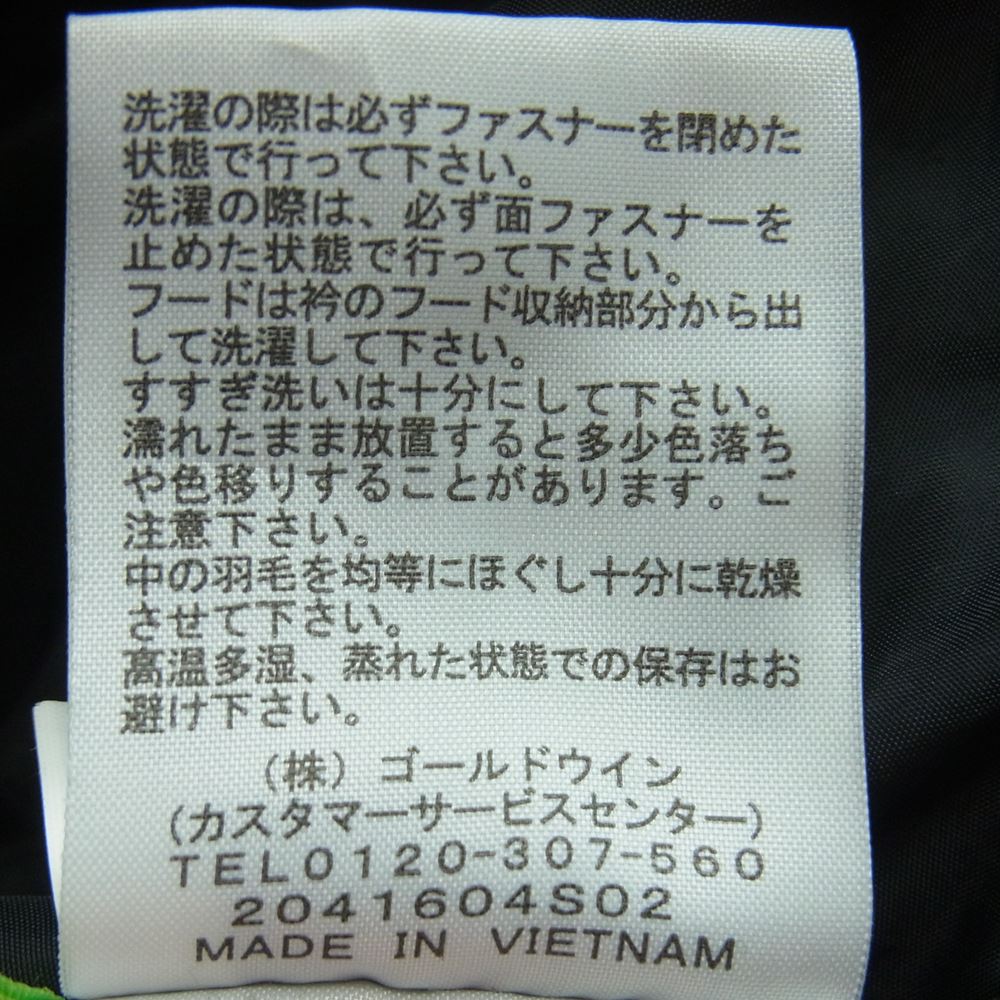 洗濯の際は必ずファスナーを閉めた
状態で行って下さい。
洗濯の際は、必ず面ファスナーを
止めた状態で行って下さい。
フードは衿のフード収納部分から出
して洗濯して下さい。
すすぎ洗いは十分にして下さい。
濡れたまま放置すると多少色落ち
や色移りすることがあります。ご
注意下さい。
中の羽毛を均等にほぐし十分に乾燥
させて下さい。
高温多湿、蒸れた状態での保存はお
避け下さい。
(株)ゴールドウイン
(カスタマーサービスセンター)
TEL0120-307-560
2041604S02
MADE IN VIETNAM